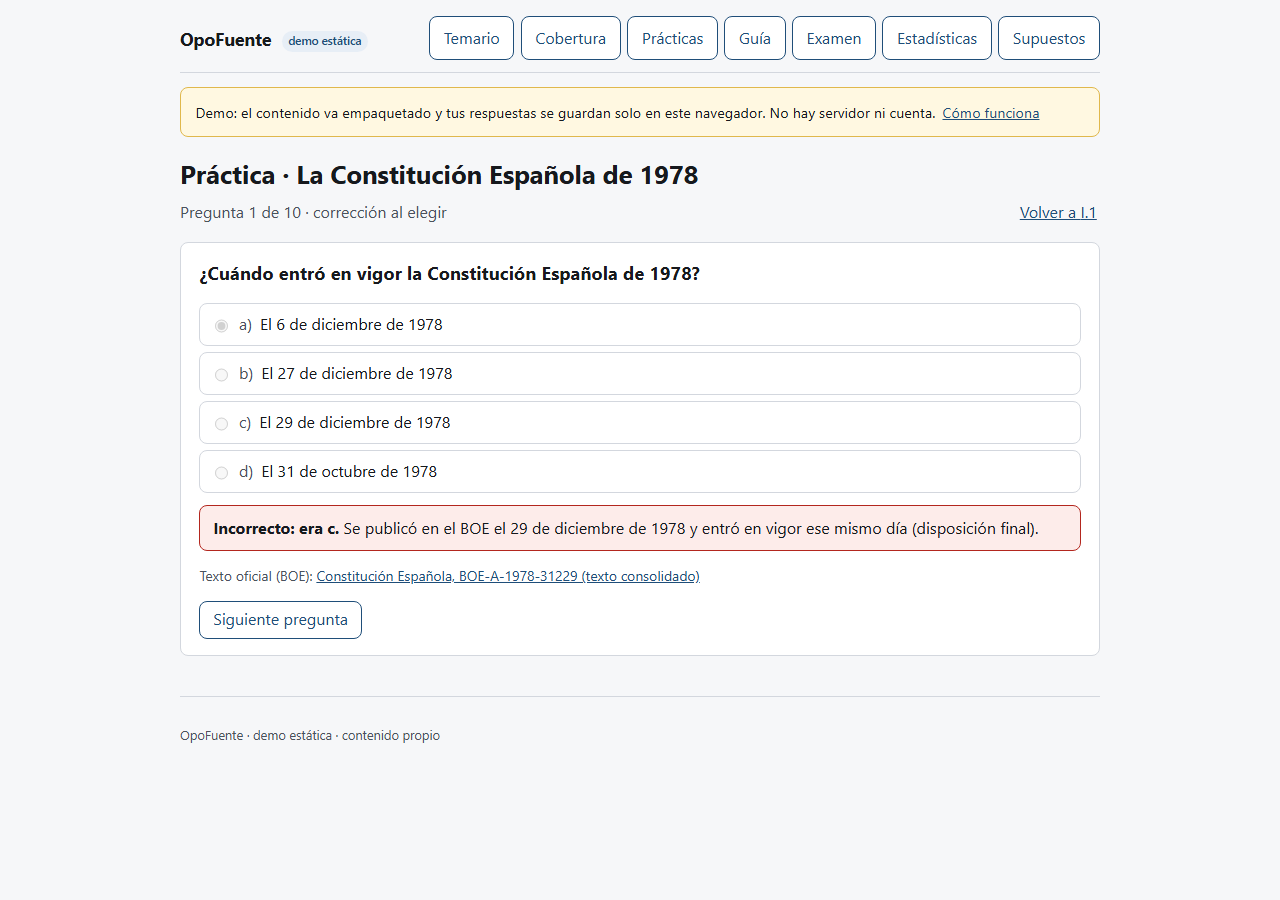 OpoFuente demo estática Temario Cobertura Prácticas Guía Examen Estadísticas Supuestos
Demo: el contenido va empaquetado y tus respuestas se guardan solo en este navegador. No hay servidor ni cuenta. Cómo funciona
Práctica · La Constitución Española de 1978
Pregunta 1 de 10 · corrección al elegir Volver a I.1
¿Cuándo entró en vigor la Constitución Española de 1978?
a) El 6 de diciembre de 1978
b) El 27 de diciembre de 1978
c) El 29 de diciembre de 1978
d) El 31 de octubre de 1978
Incorrecto: era c. Se publicó en el BOE el 29 de diciembre de 1978 y entró en vigor ese mismo día (disposición final).
Texto oficial (BOE): Constitución Española, BOE-A-1978-31229 (texto consolidado)
Siguiente pregunta
OpoFuente · demo estática · contenido propio